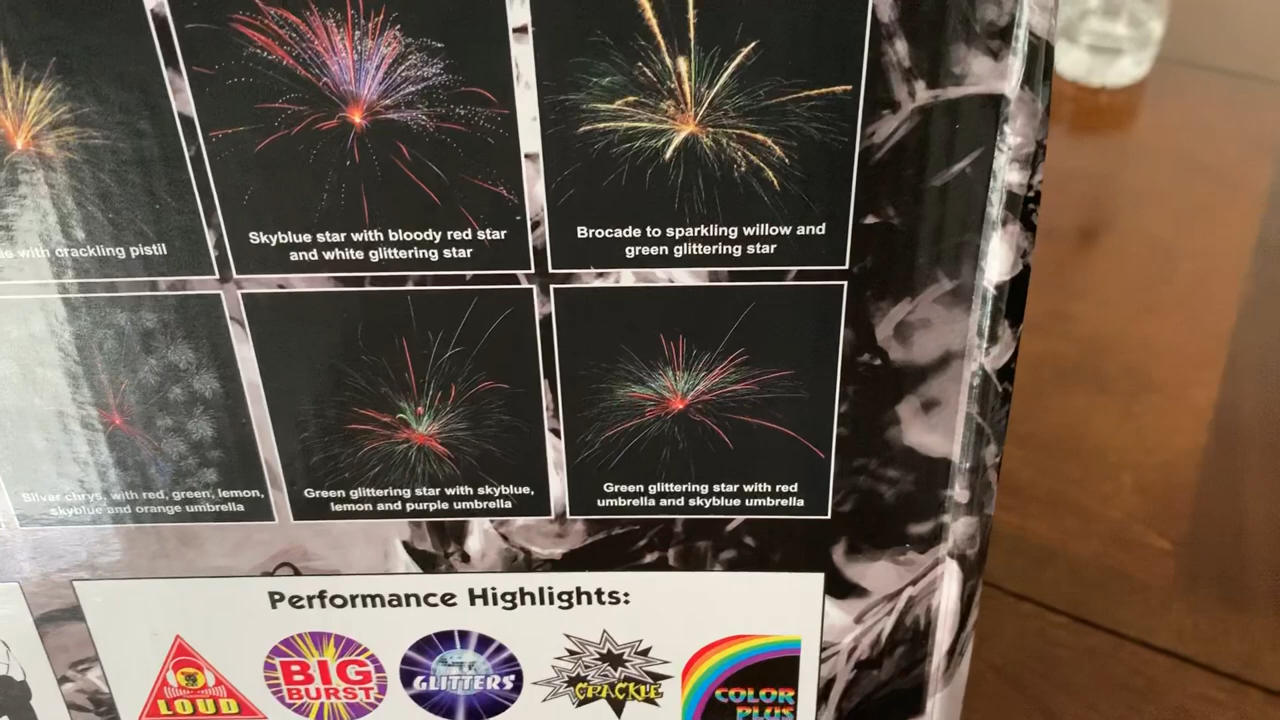 with crackling pistil
Skyblue star with bloody red star
and white glittering star
Brocade to sparkling willow and
green glittering star
Silver chrys, with red, green, lemon,
skyblue and orange umbrella
Green glittering star with skyblue,
lemon and purple umbrella
Green glittering star with red
umbrella and skyblue umbrella
Performance Highlights:
LOUD
BIG
BURST
GLITTERS
CRACKLE
COLOR
PLUS